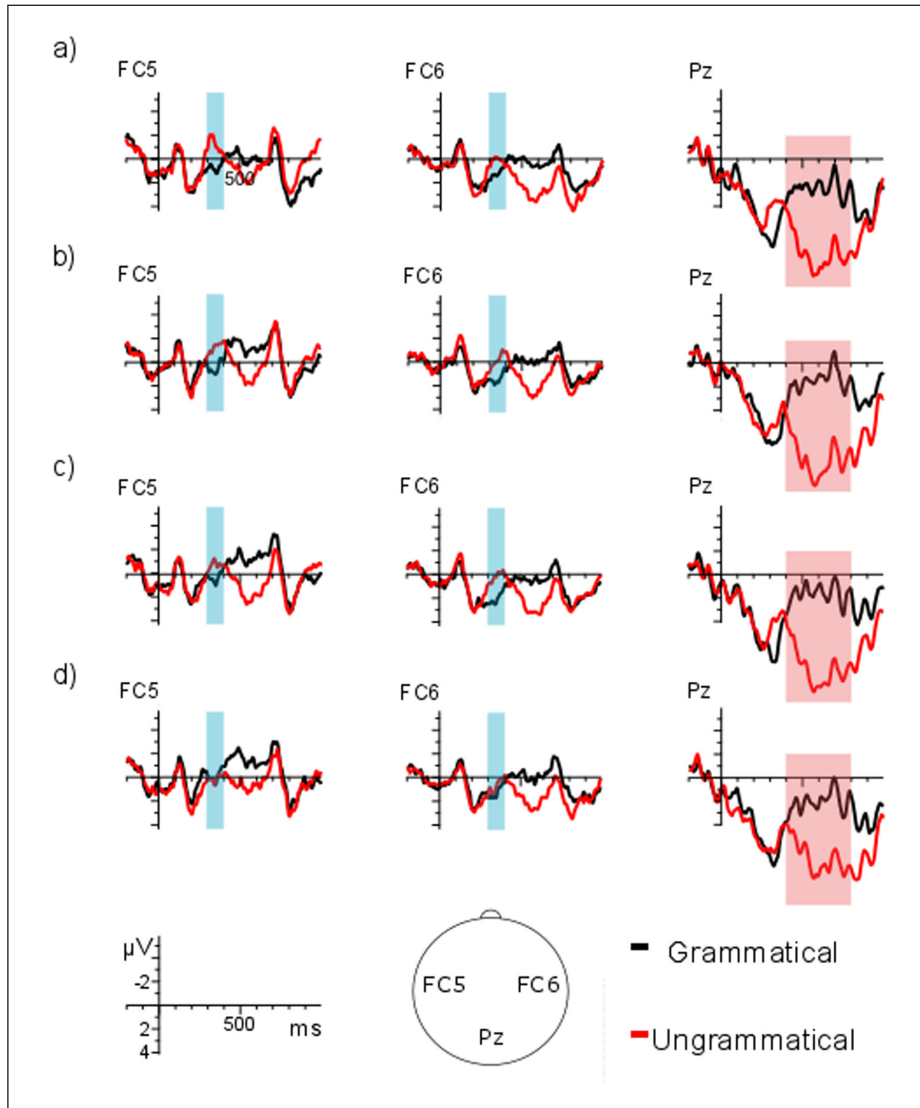 a)
FC5 FC6 Pz
500
b)
FC5 FC6 Pz
c)
FC5 FC6 Pz
d)
FC5 FC6 Pz
µV
-2
2
4
500
ms
FC5 FC6
Pz
Grammatical
Ungrammatical